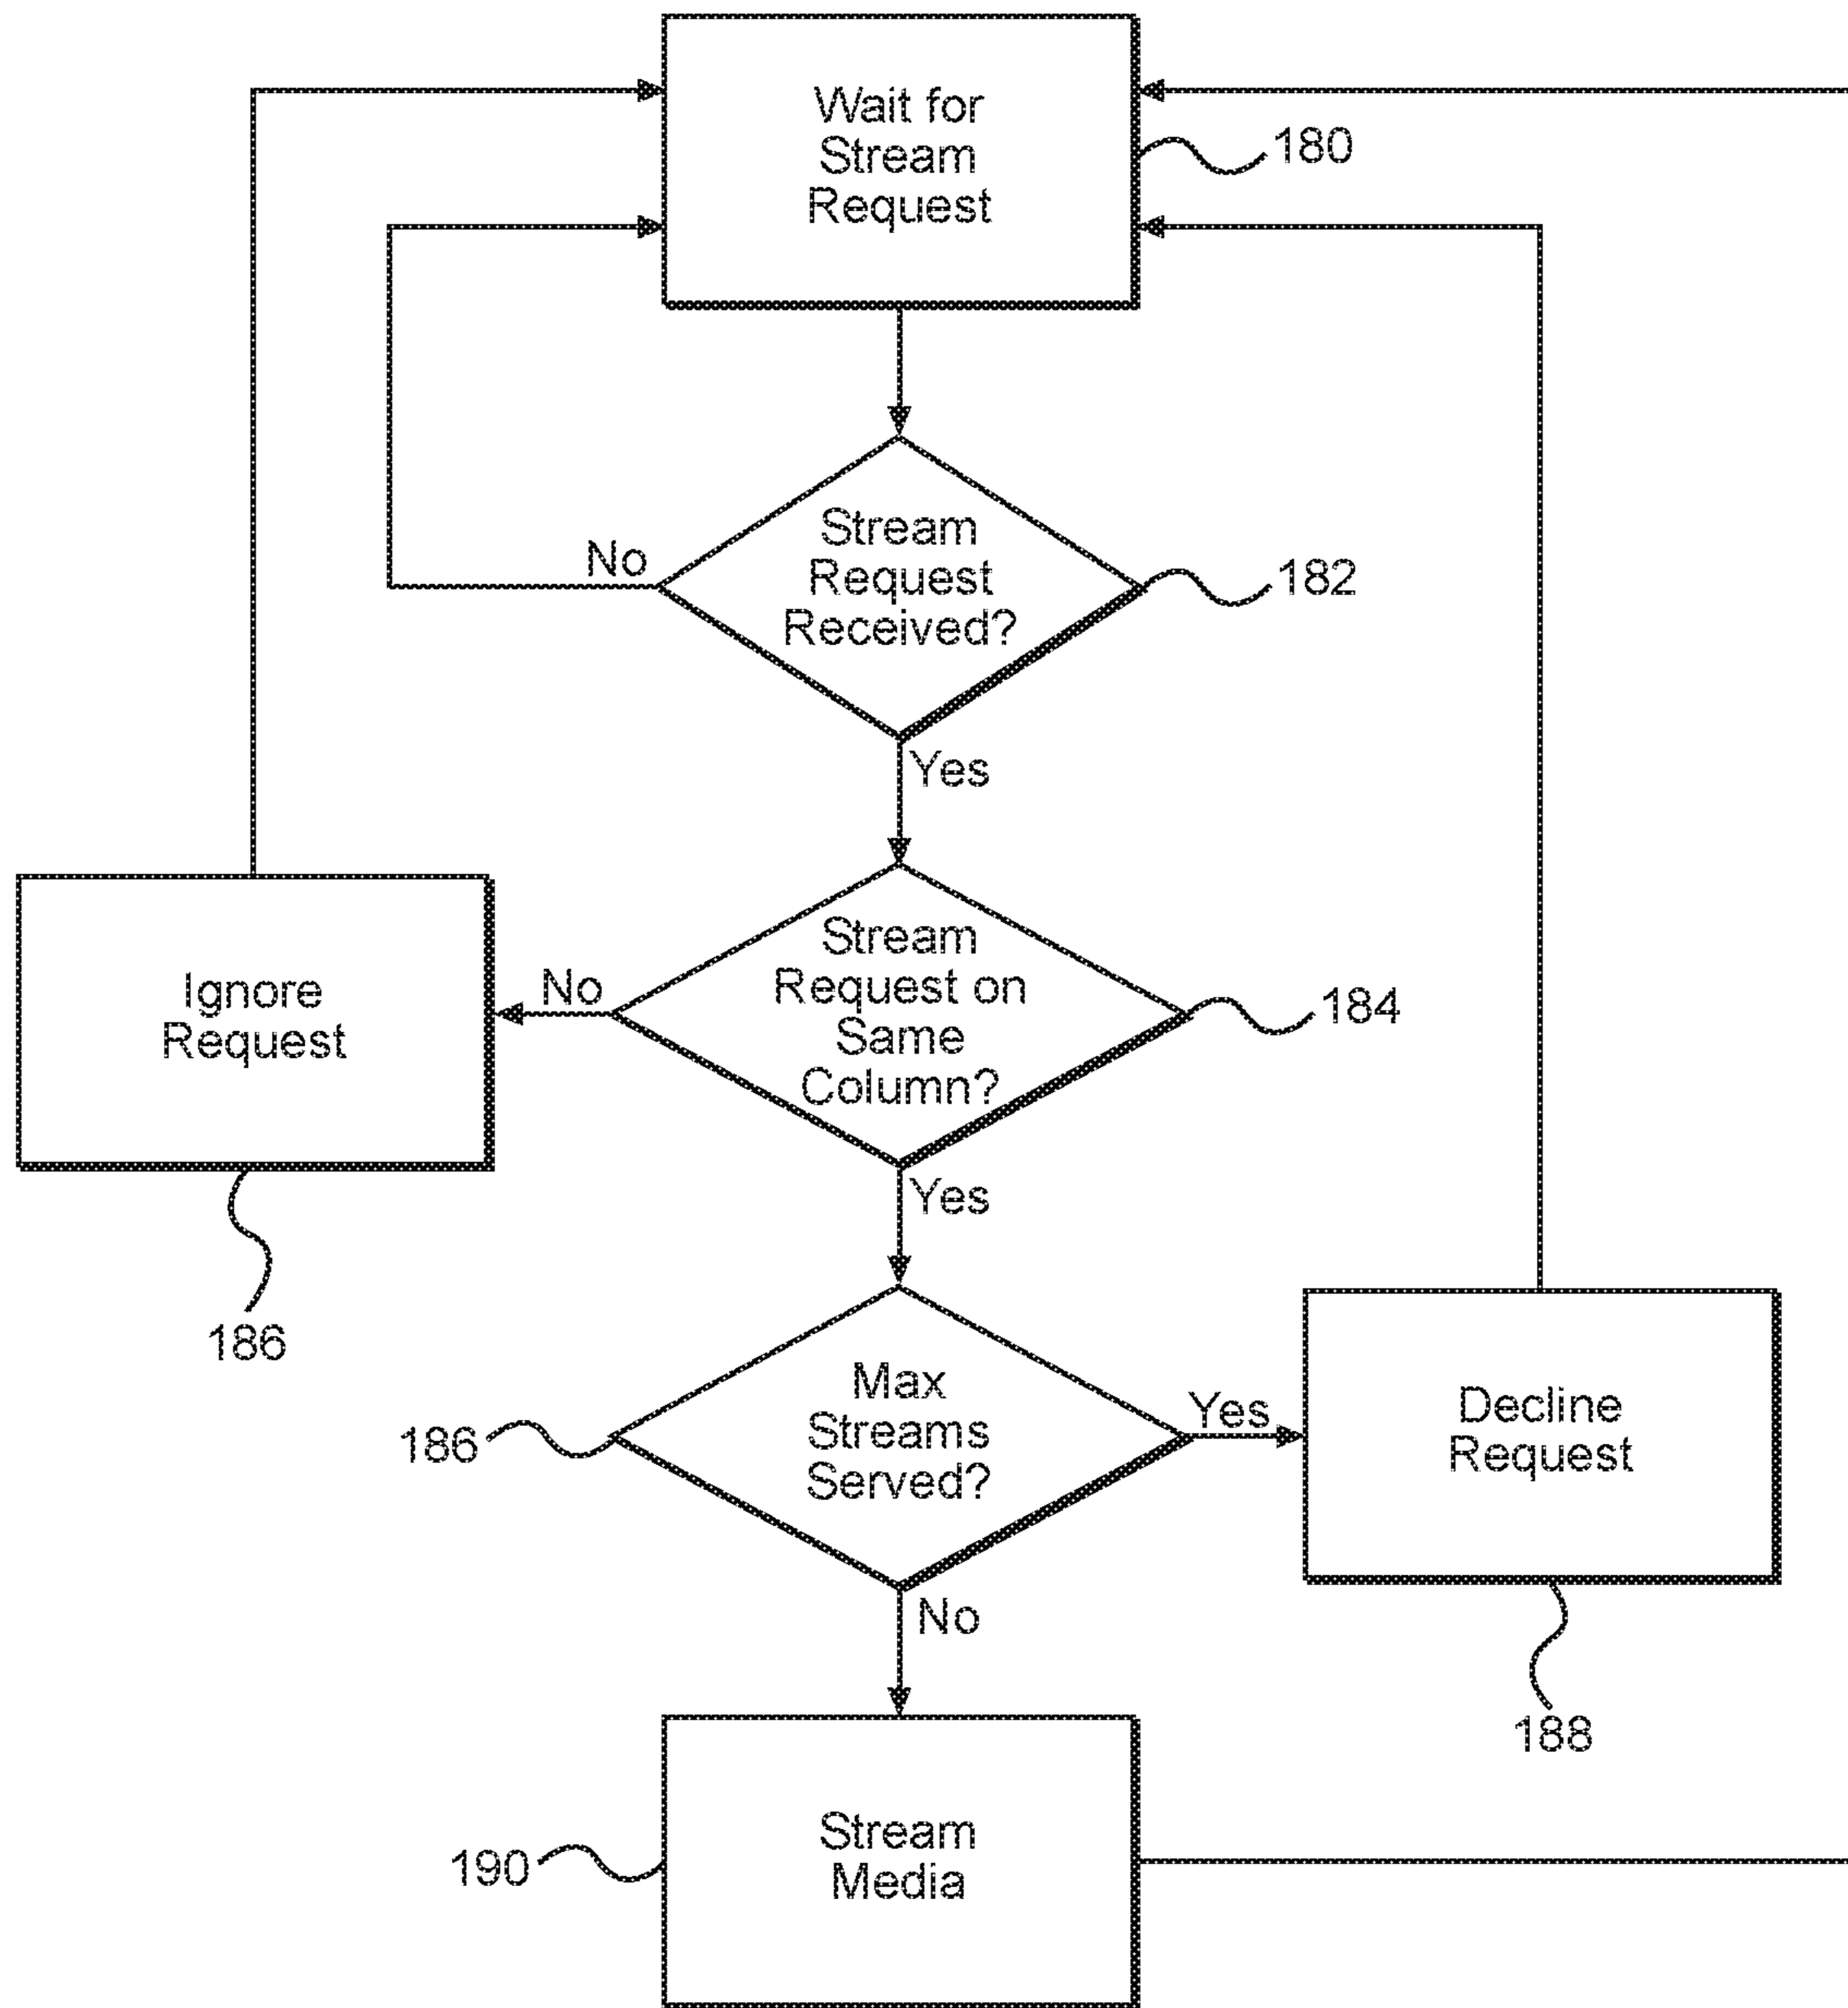 Wait for
Stream
Request
180
Stream
Request
Received?
182
No
Yes
Stream
Request on
Same
Column?
184
No
Ignore
Request
186
Yes
Max
Streams
Served?
186
Yes
Decline
Request
188
No
Stream
Media
190